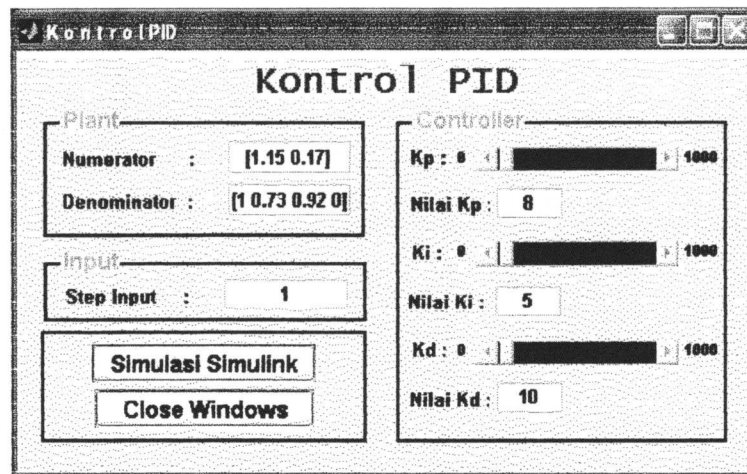 KontrolPID
Kontrol PID
Plant
Numerator : [1.15 0.17]
Denominator : [1 0.73 0.92 0]
Input
Step Input : 1
Simulasi Simulink
Close Windows
Controller
Kp : 0 1000
Nilai Kp : 8
Ki : 0 1000
Nilai Ki : 5
Kd : 0 1000
Nilai Kd : 10